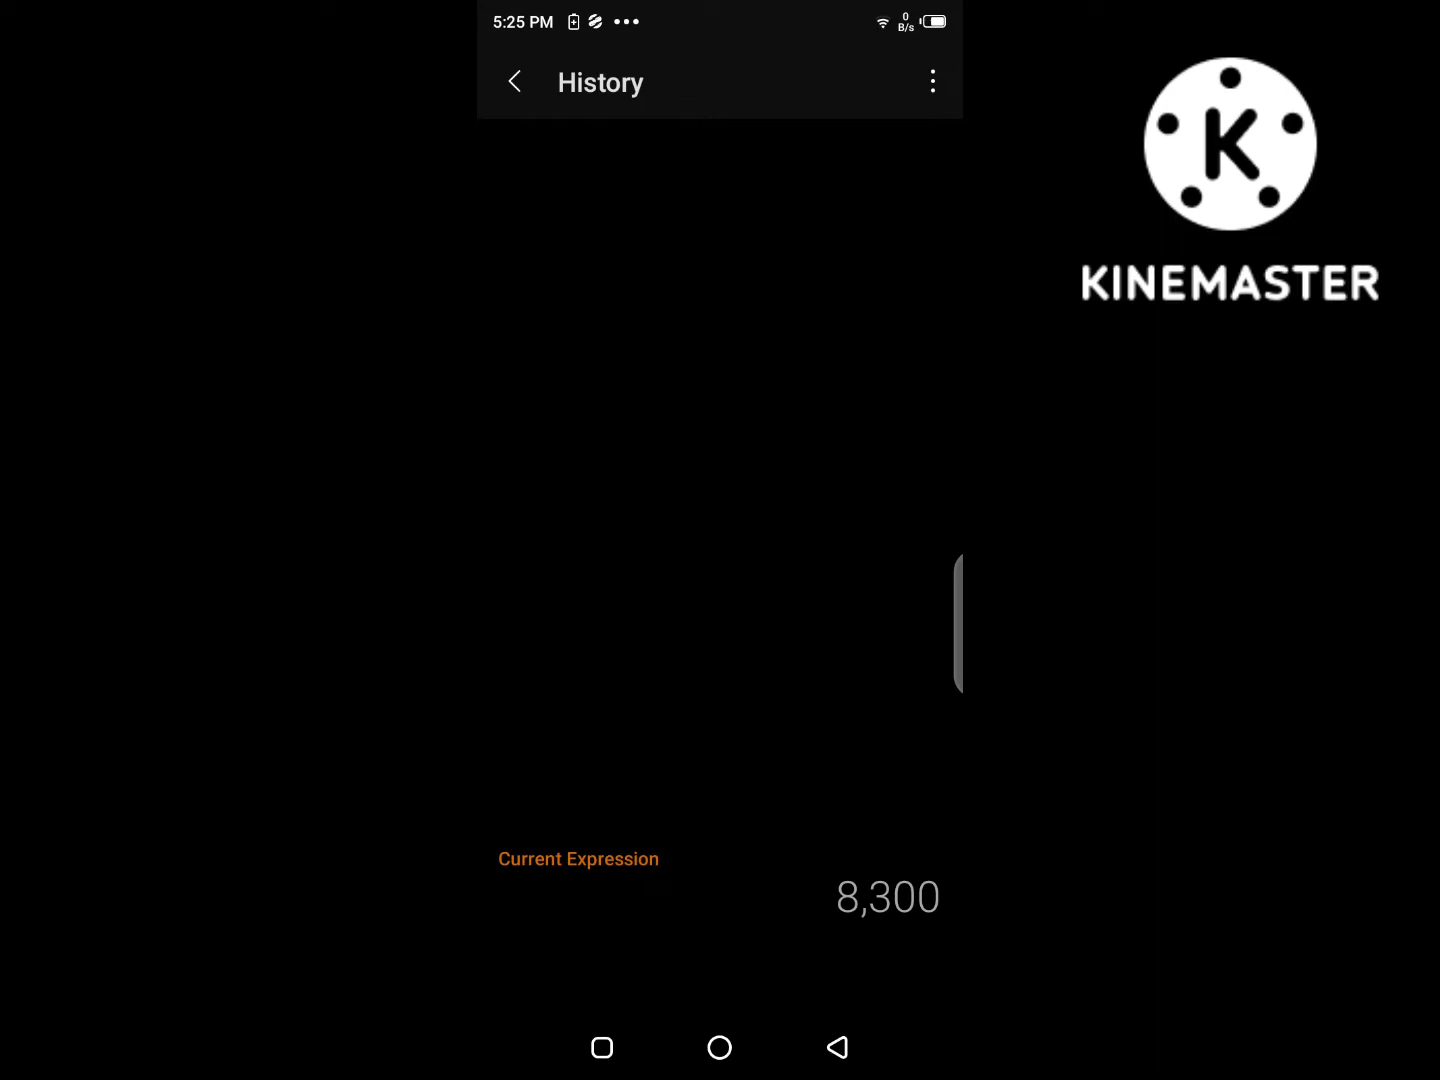 5:25 PM
0
B/s
History
K
KINEMASTER
Current Expression
8,300